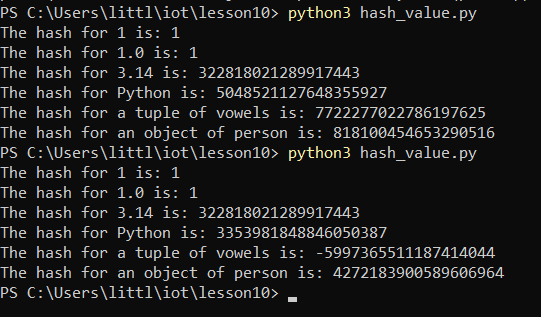 PS C:\Users\littl\iot\lesson10> python3 hash_value.py
The hash for 1 is: 1
The hash for 1.0 is: 1
The hash for 3.14 is: 322818021289917443
The hash for Python is: 5048521127648355927
The hash for a tuple of vowels is: 7722277022786197625
The hash for an object of person is: 818100454653290516
PS C:\Users\littl\iot\lesson10> python3 hash_value.py
The hash for 1 is: 1
The hash for 1.0 is: 1
The hash for 3.14 is: 322818021289917443
The hash for Python is: 3353981848846050387
The hash for a tuple of vowels is: -5997365511187414044
The hash for an object of person is: 4272183900589606964
PS C:\Users\littl\iot\lesson10>